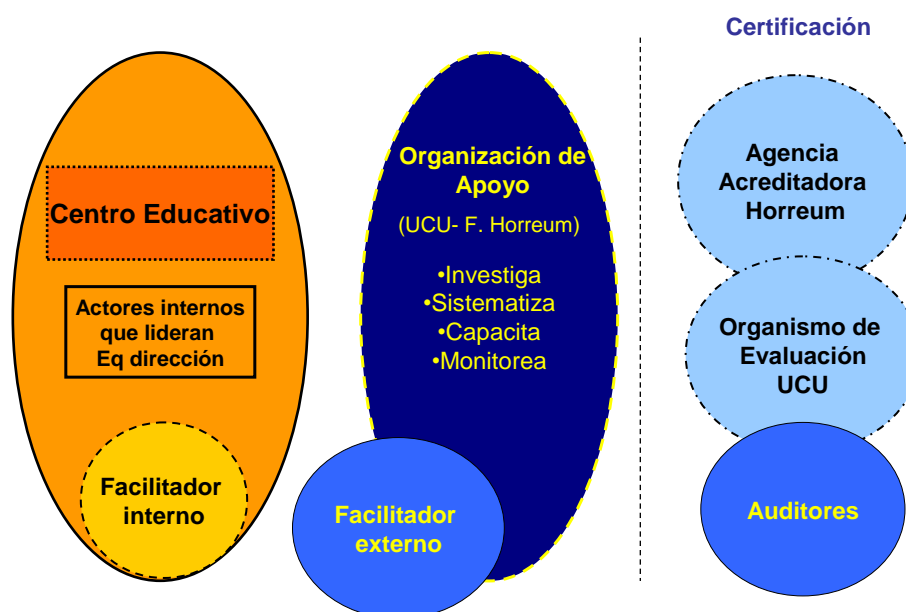 Certificación
Centro Educativo
Actores internos
que lideran
Eq dirección
Facilitador
interno
Organización de
Apoyo
(UCU- F. Horreum)
•Investiga
•Sistematiza
•Capacita
•Monitorea
Facilitador
externo
Agencia
Acreditadora
Horreum
Organismo de
Evaluación
UCU
Auditores